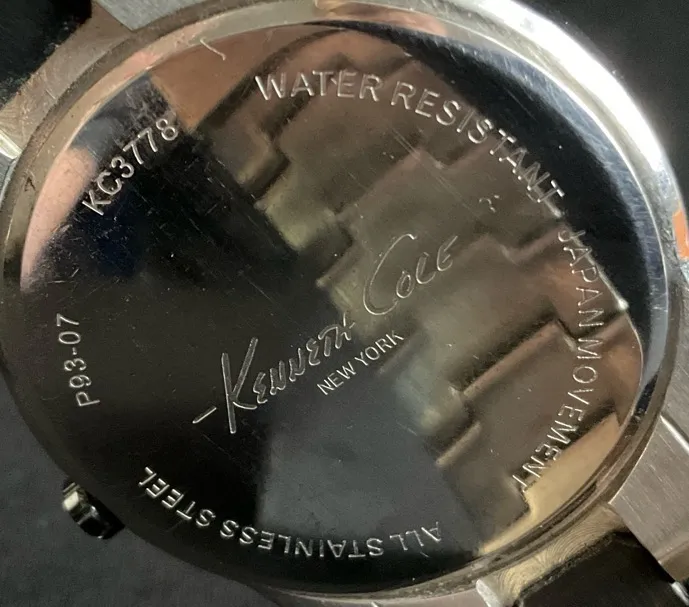 WATER RESISTANT
JAPAN MOVEMENT
ALL STAINLESS STEEL
P93-07
KC3778
KENNETH COLE
NEW YORK